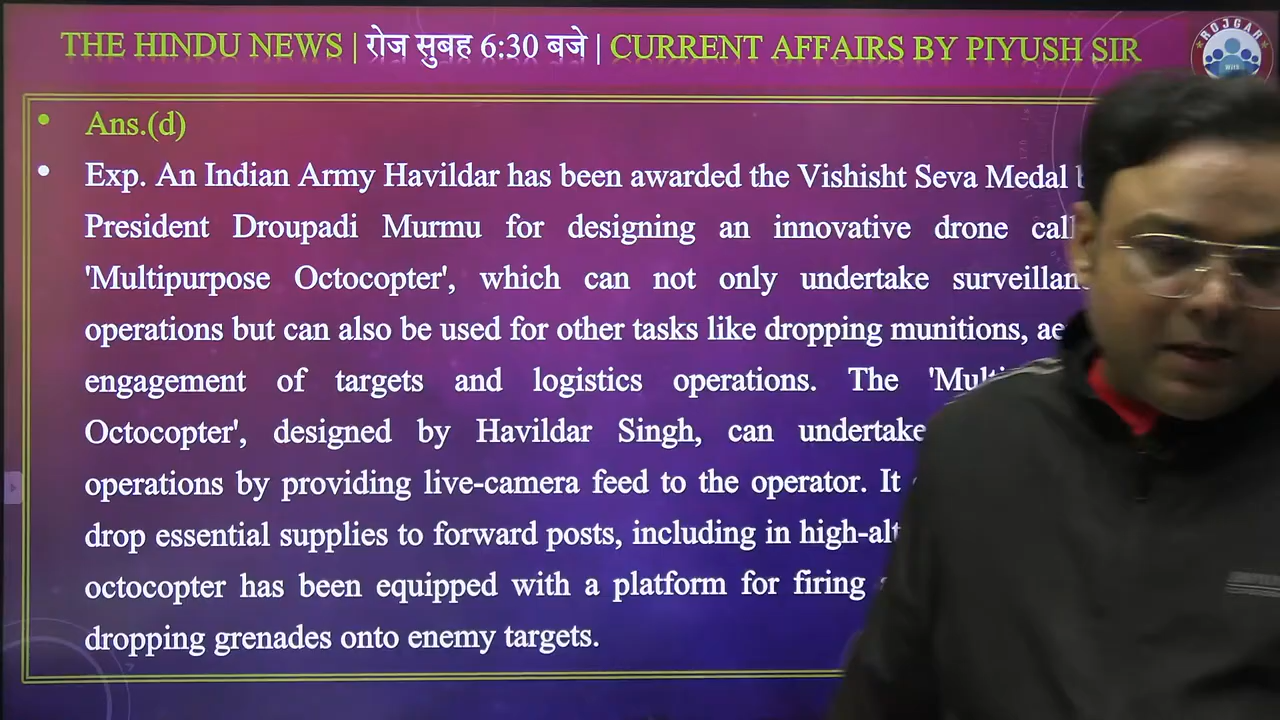 THE HINDU NEWS | रोज सुबह 6:30 बजे | CURRENT AFFAIRS BY PIYUSH SIR
ROJGAR
WITH
• Ans.(d)
• Exp. An Indian Army Havildar has been awarded the Vishisht Seva Medal
President Droupadi Murmu for designing an innovative drone
'Multipurpose Octocopter', which can not only undertake
operations but can also be used for other tasks like dropping munitions,
engagement of targets and logistics operations. The
Octocopter', designed by Havildar Singh, can undertake
operations by providing live-camera feed to the operator. It
drop essential supplies to forward posts, including in
octocopter has been equipped with a platform for firing
dropping grenades onto enemy targets.